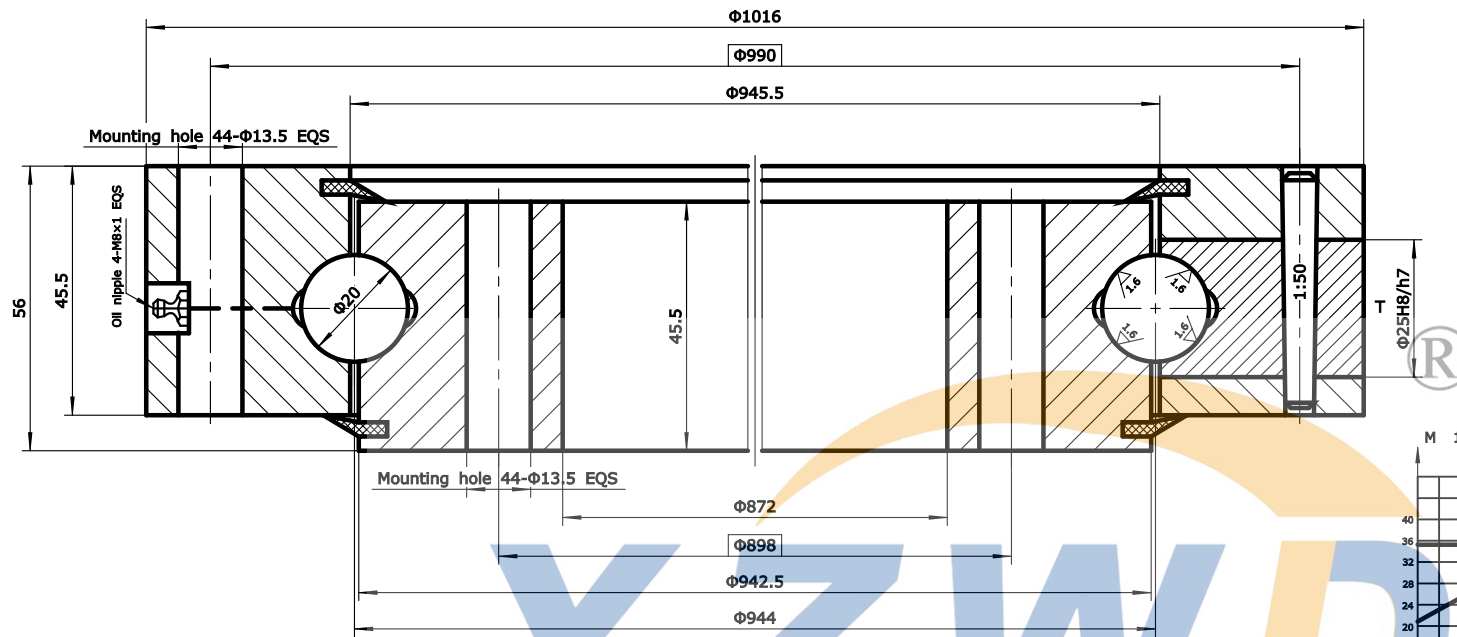 Φ1016
Φ990
Φ945.5
Mounting hole 44-Φ13.5 EQS
56
45.5
Oil nipple 4-M8×1 EQS
Φ20
45.5
1.6
1.6
1.6
1.6
1:50
T
Φ25H8/h7
®
Mounting hole 44-Φ13.5 EQS
Φ872
Φ898
Φ942.5
Φ944
M 1
40
36
32
28
24
20
YZWD